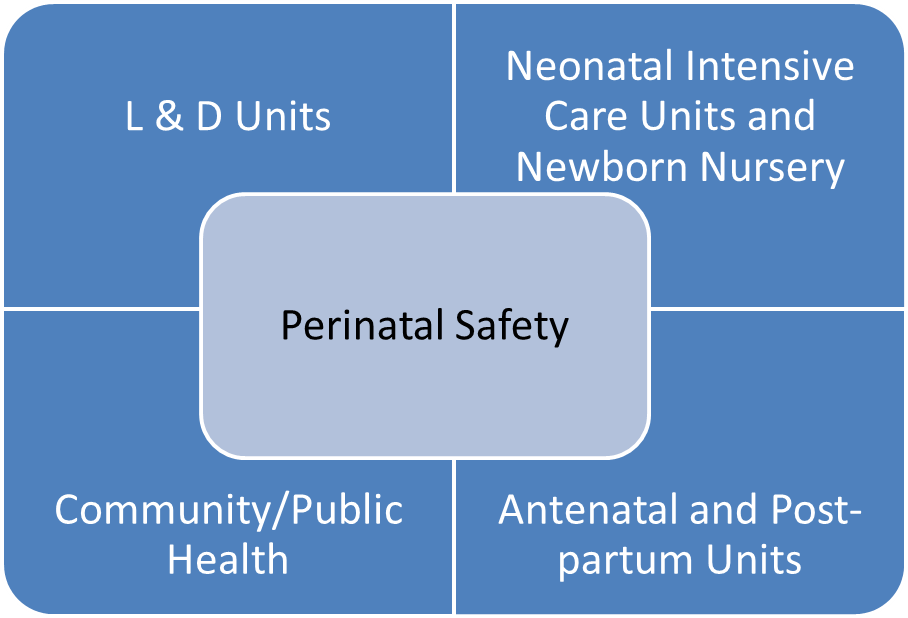 L & D Units
Neonatal Intensive
Care Units and
Newborn Nursery
Perinatal Safety
Community/Public
Health
Antenatal and Post-
partum Units